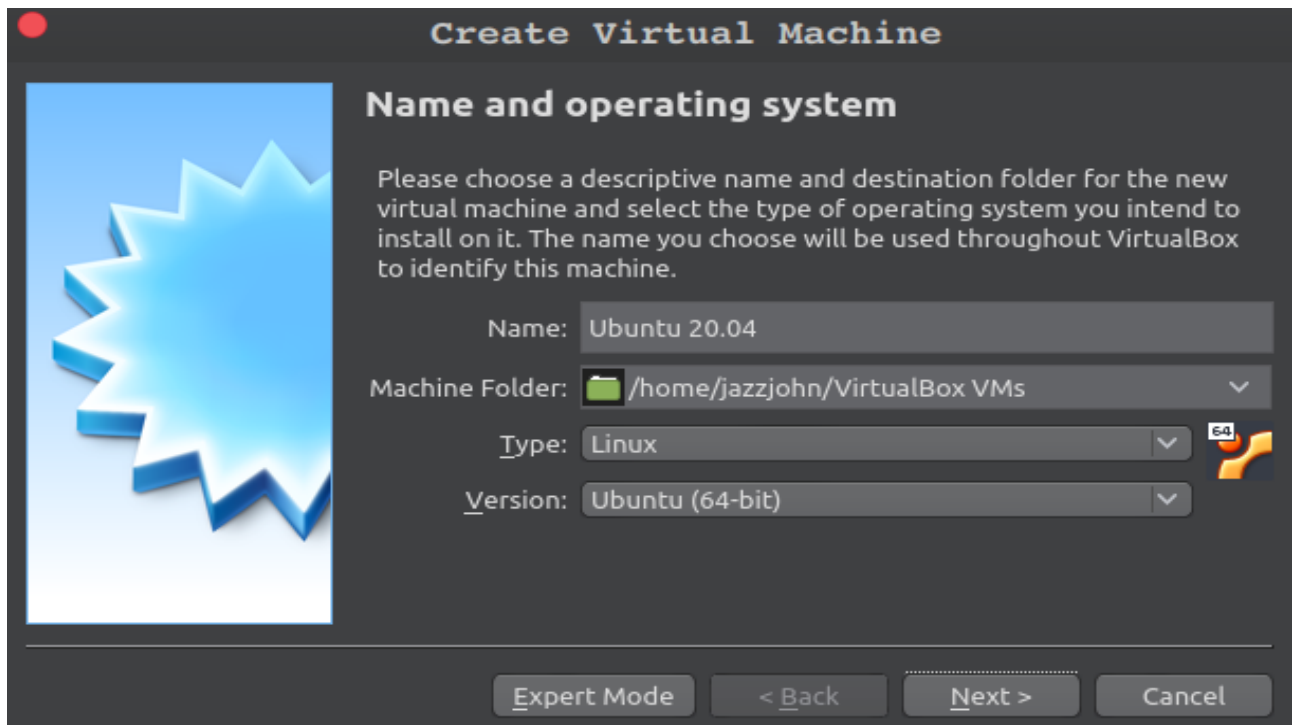 Create Virtual Machine
Name and operating system
Please choose a descriptive name and destination folder for the new
virtual machine and select the type of operating system you intend to
install on it. The name you choose will be used throughout VirtualBox
to identify this machine.
Name: Ubuntu 20.04
Machine Folder: /home/jazzjohn/VirtualBox VMs
Type: Linux
64
Version: Ubuntu (64-bit)
Expert Mode < Back Next > Cancel